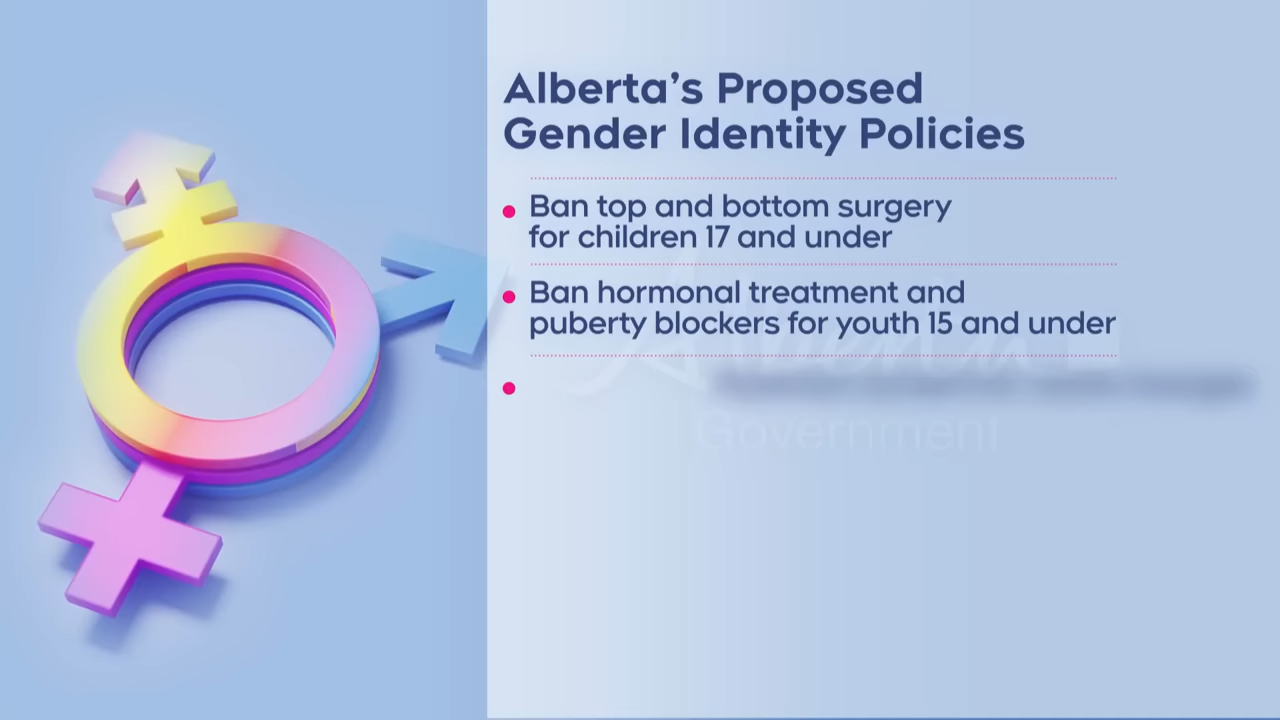 Alberta’s Proposed
Gender Identity Policies
Ban top and bottom surgery
for children 17 and under
Ban hormonal treatment and
puberty blockers for youth 15 and under
Alberta
Government